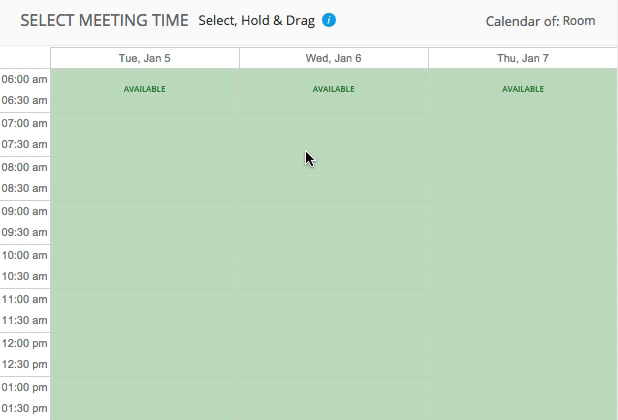 SELECT MEETING TIME Select, Hold & Drag i Calendar of: Room
Tue, Jan 5 Wed, Jan 6 Thu, Jan 7
06:00 am
AVAILABLE AVAILABLE AVAILABLE
06:30 am
07:00 am
07:30 am
08:00 am
08:30 am
09:00 am
09:30 am
10:00 am
10:30 am
11:00 am
11:30 am
12:00 pm
12:30 pm
01:00 pm
01:30 pm